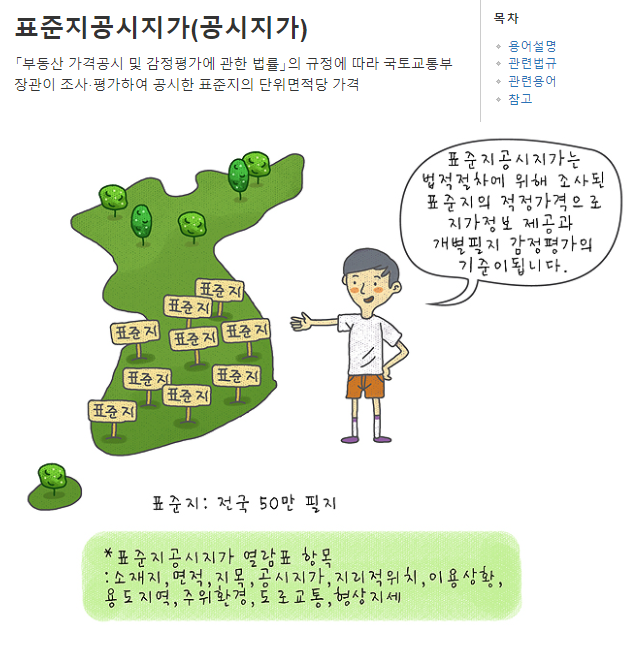 표준지공시지가(공시지가)
「부동산 가격공시 및 감정평가에 관한 법률」의 규정에 따라 국토교통부
장관이 조사·평가하여 공시한 표준지의 단위면적당 가격
목차
용어설명
관련법규
관련용어
참고
표준지공시지가는
법적절차에 위해 조사된
표준지의 적정가격으로
지가정보 제공과
개별필지 감정평가의
기준이됩니다.
표준지
표준지
표준지
표준지
표준지
표준지
표준지
표준지
표준지
표준지: 전국 50만 필지
*표준지공시지가 열람표 항목
:소재지,면적,지목,공시지가,지리적위치,이용상황,
용도지역,주위환경,도로교통,형상지세